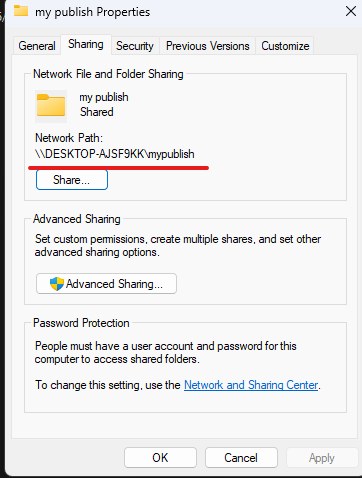 my publish Properties
General Sharing Security Previous Versions Customize
Network File and Folder Sharing
my publish
Shared
Network Path:
\\DESKTOP-AJSF9KK\mypublish
Share...
Advanced Sharing
Set custom permissions, create multiple shares, and set other
advanced sharing options.
Advanced Sharing...
Password Protection
People must have a user account and password for this
computer to access shared folders.
To change this setting, use the Network and Sharing Center.
OK Cancel Apply